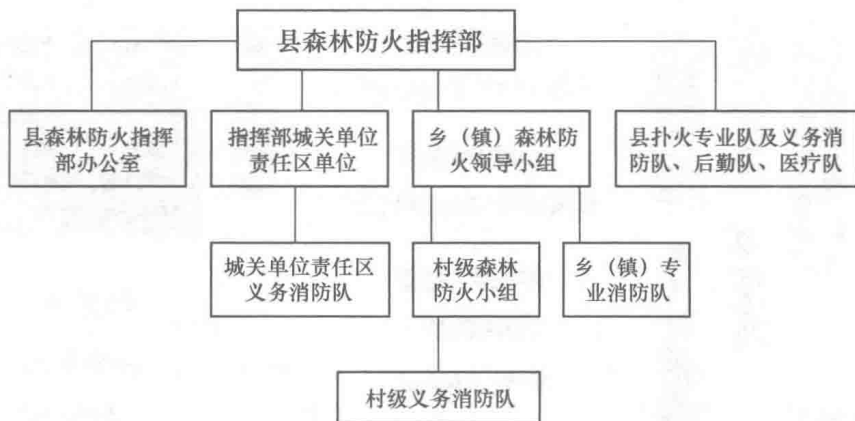 县森林防火指挥部
县森林防火指挥
部办公室
指挥部城关单位
责任区单位
乡（镇）森林防
火领导小组
县扑火专业队及义务消
防队、后勤队、医疗队
城关单位责任区
义务消防队
村级森林
防火小组
乡（镇）专
业消防队
村级义务消防队